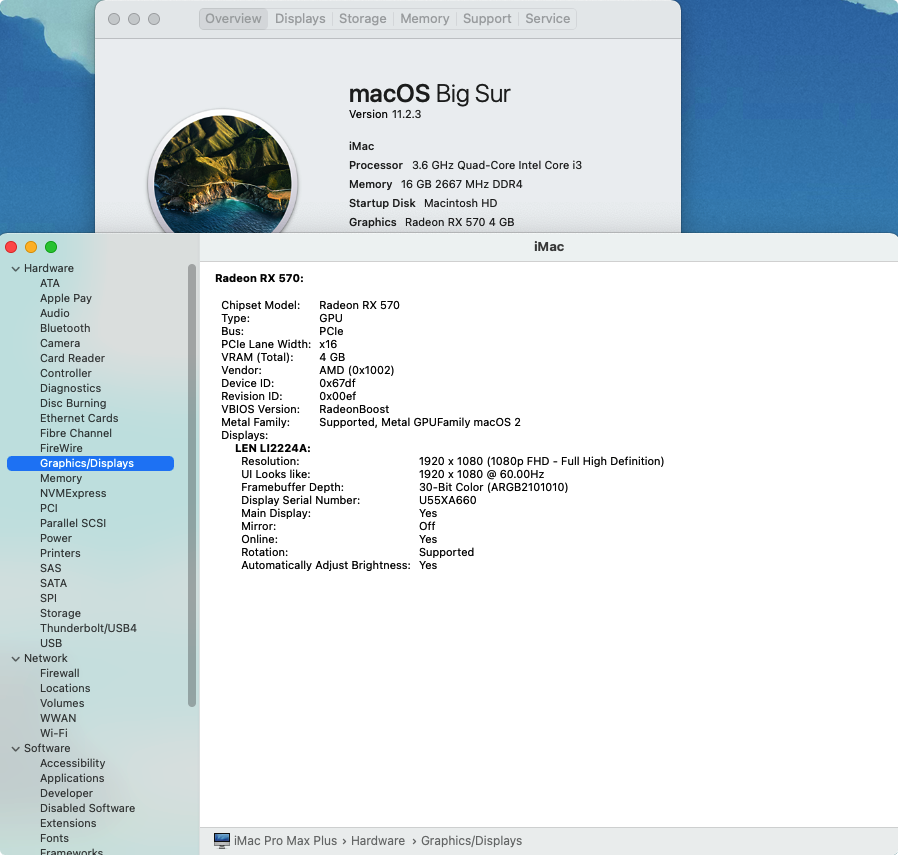 Overview Displays Storage Memory Support Service
macOS Big Sur
Version 11.2.3
iMac
Processor 3.6 GHz Quad-Core Intel Core i3
Memory 16 GB 2667 MHz DDR4
Startup Disk Macintosh HD
Graphics Radeon RX 570 4 GB
iMac
Hardware
ATA
Apple Pay
Audio
Bluetooth
Camera
Card Reader
Controller
Diagnostics
Disc Burning
Ethernet Cards
Fibre Channel
FireWire
Graphics/Displays
Memory
NVMExpress
PCI
Parallel SCSI
Power
Printers
SAS
SATA
SPI
Storage
Thunderbolt/USB4
USB
Network
Firewall
Locations
Volumes
WWAN
Wi-Fi
Software
Accessibility
Applications
Developer
Disabled Software
Extensions
Fonts
Frameworks
Radeon RX 570:
Chipset Model: Radeon RX 570
Type: GPU
Bus: PCIe
PCIe Lane Width: x16
VRAM (Total): 4 GB
Vendor: AMD (0x1002)
Device ID: 0x67df
Revision ID: 0x00ef
VBIOS Version: RadeonBoost
Metal Family: Supported, Metal GPUFamily macOS 2
Displays:
LEN LI2224A:
Resolution: 1920 x 1080 (1080p FHD - Full High Definition)
UI Looks like: 1920 x 1080 @ 60.00Hz
Framebuffer Depth: 30-Bit Color (ARGB2101010)
Display Serial Number: U55XA660
Main Display: Yes
Mirror: Off
Online: Yes
Rotation: Supported
Automatically Adjust Brightness: Yes
iMac Pro Max Plus › Hardware › Graphics/Displays